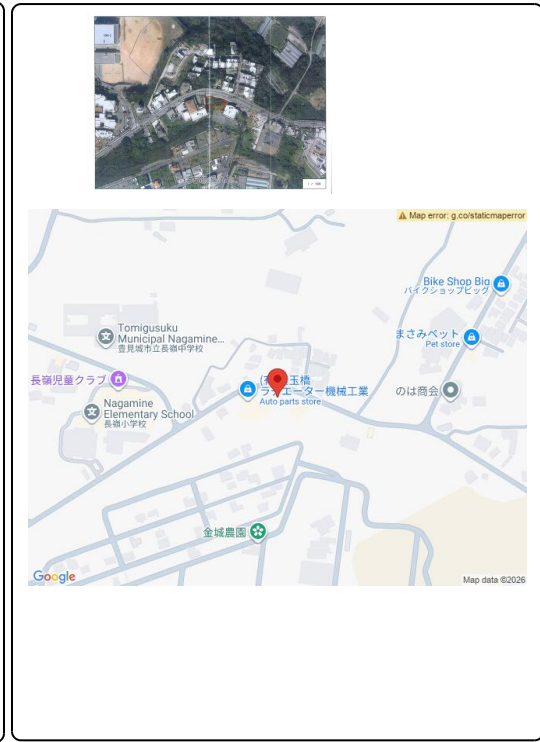 Map error: g.co/staticmaperror
Bike Shop Big
バイクショップビッグ
Tomigusuku
Municipal Nagamine...
豊見城市立長嶺中学校
まさみペット
Pet store
長嶺児童クラブ
玉橋
ラヂエーター機械工業
Auto parts store
のは商会
Nagamine
Elementary School
長嶺小学校
金城農園
Google
Map data ©2026